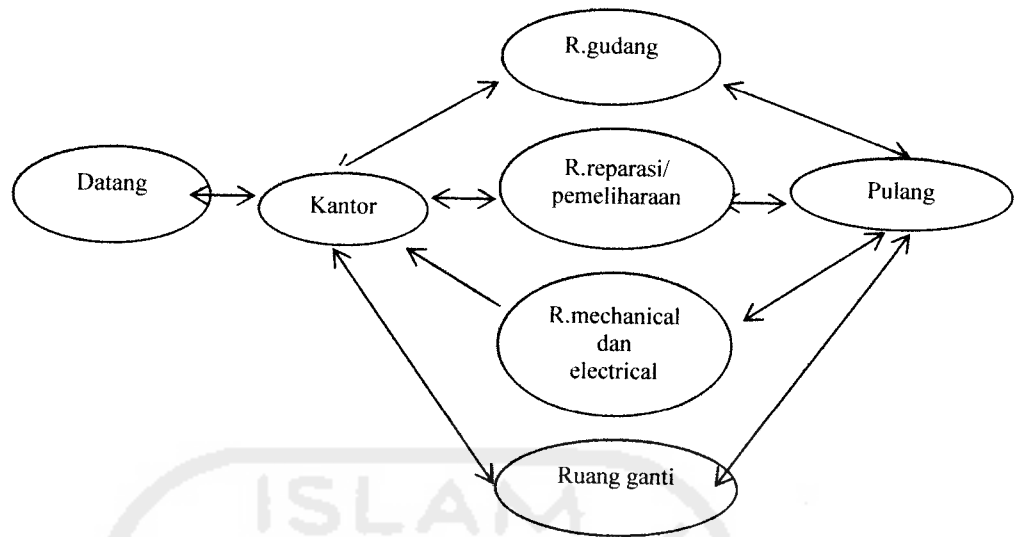 R.gudang
Datang
Kantor
R.reparasi/
pemeliharaan
Pulang
R.mechanical
dan
electrical
Ruang ganti
ISLAM